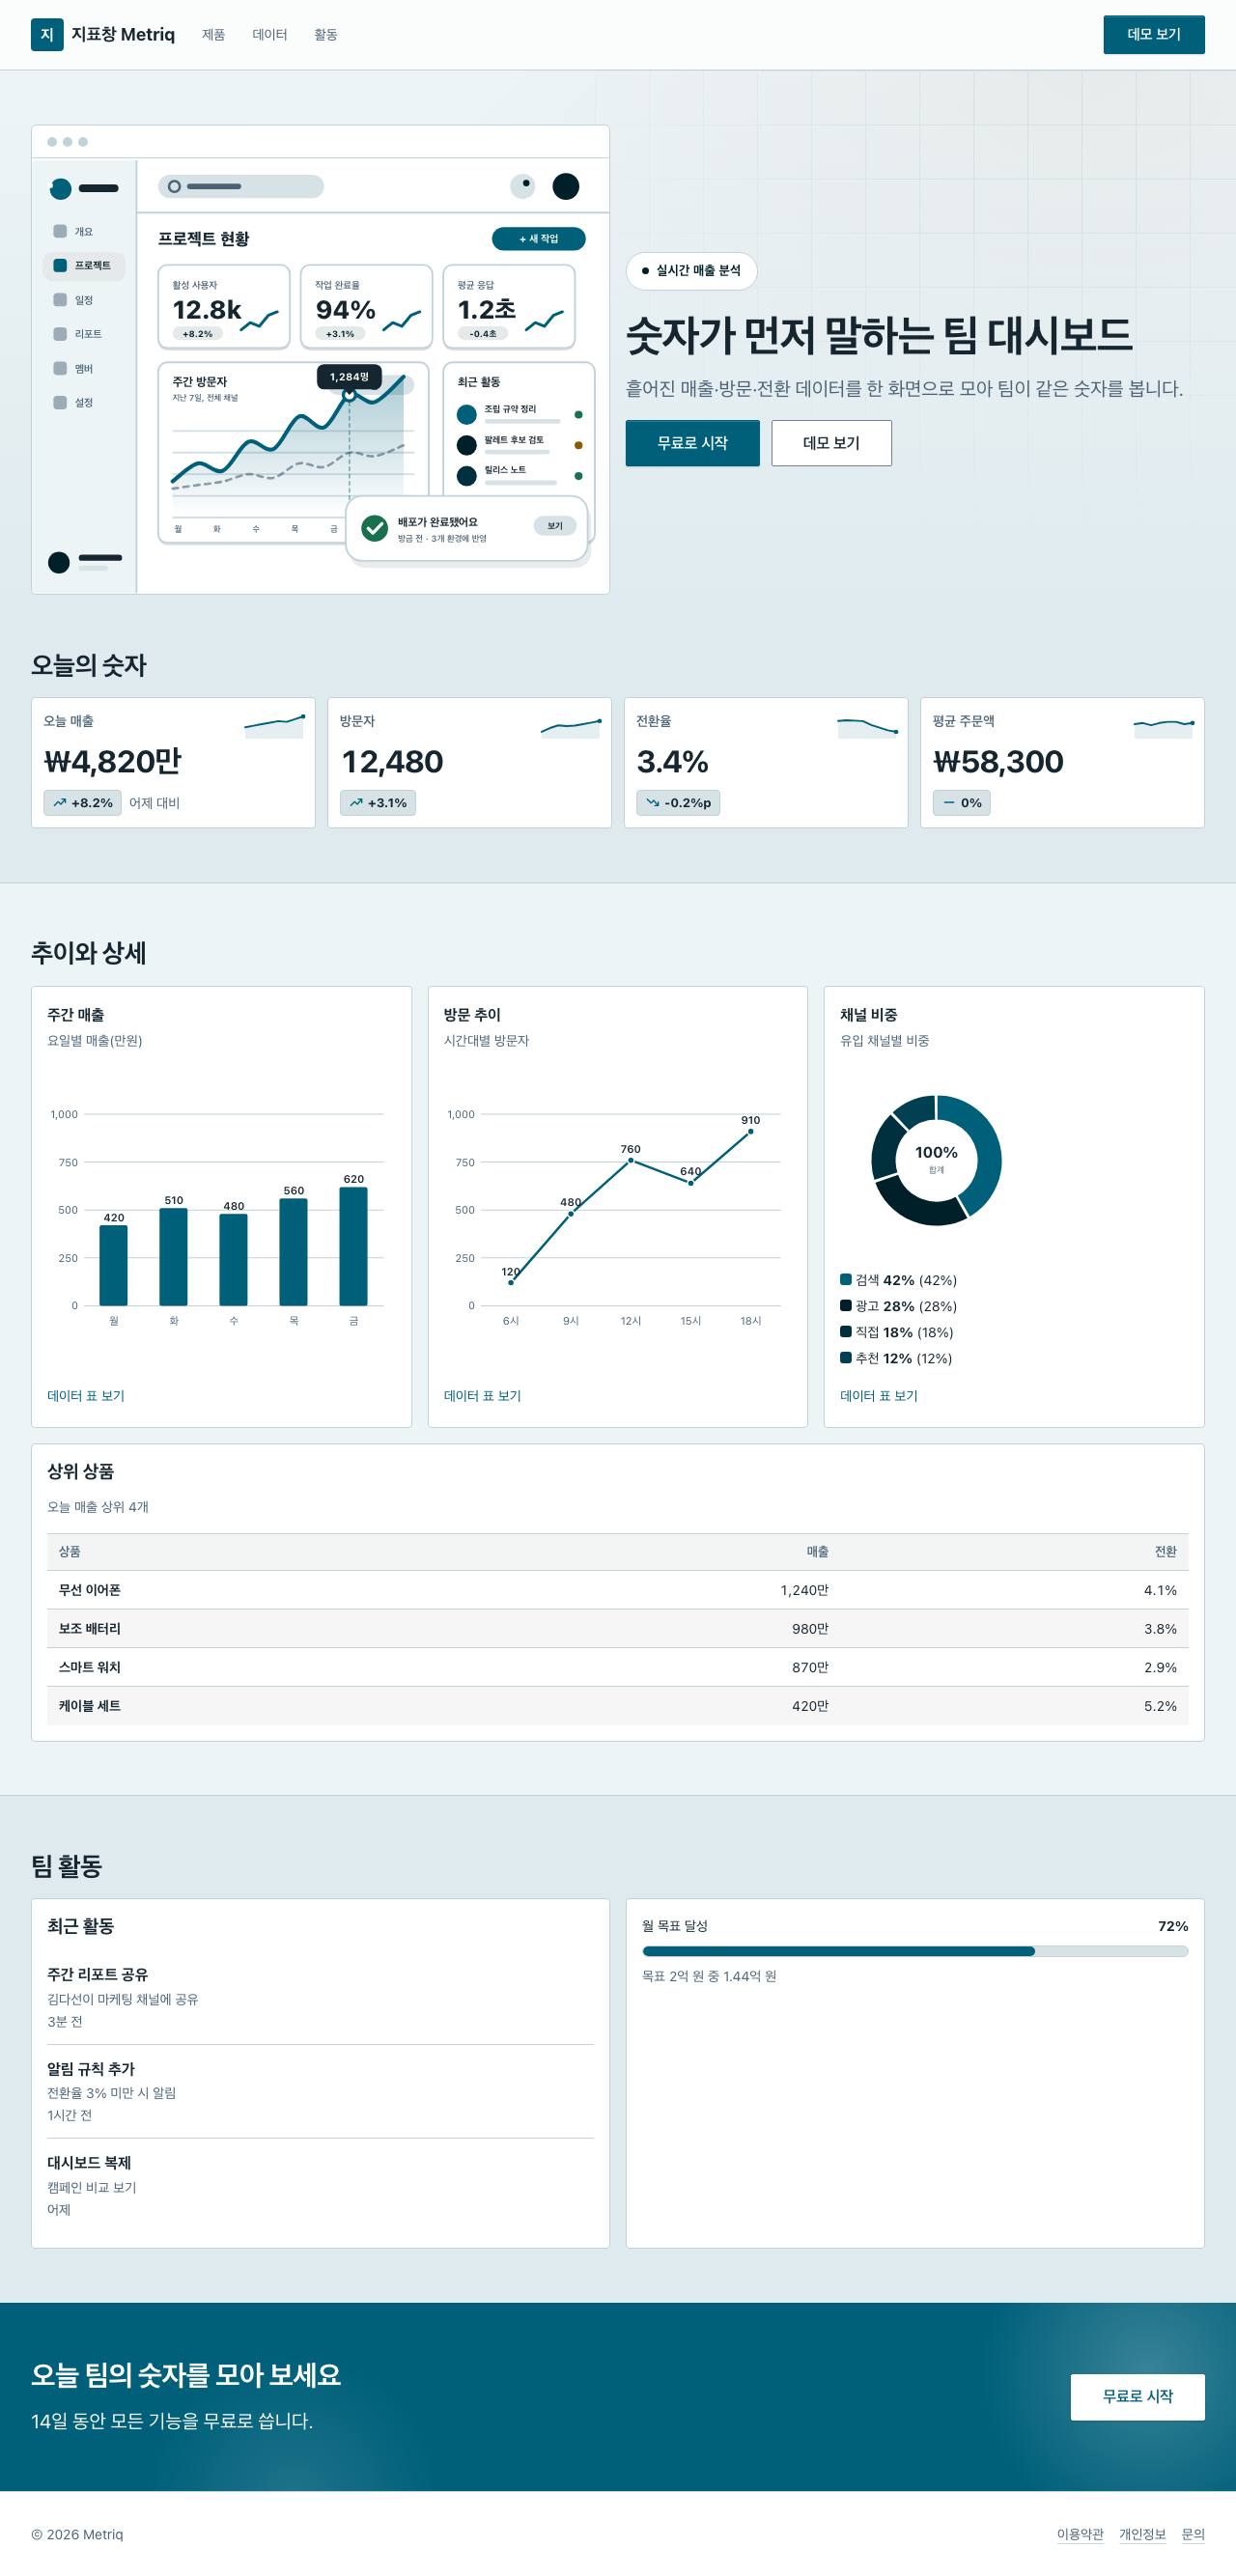 지 지표창 Metriq 제품 데이터 활동 데모 보기
개요
프로젝트
일정
리포트
멤버
설정
프로젝트 현황 + 새 작업
활성 사용자 작업 완료율 평균 응답
12.8k 94% 1.2초
+8.2% +3.1% -0.4초
주간 방문자 1,284명
지난 7일, 전체 채널
월 화 수 목 금
최근 활동
조립 규약 정리
팔레트 후보 검토
릴리스 노트
배포가 완료됐어요
방금 전 · 3개 환경에 반영
보기
실시간 매출 분석
숫자가 먼저 말하는 팀 대시보드
흩어진 매출·방문·전환 데이터를 한 화면으로 모아 팀이 같은 숫자를 봅니다.
무료로 시작 데모 보기
오늘의 숫자
오늘 매출
₩4,820만
+8.2% 어제 대비
방문자
12,480
+3.1%
전환율
3.4%
-0.2%p
평균 주문액
₩58,300
0%
추이와 상세
주간 매출
요일별 매출(만원)
1,000
750
500
250
0
420 510 480 560 620
월 화 수 목 금
데이터 표 보기
방문 추이
시간대별 방문자
1,000
750
500
250
0
120 480 760 640 910
6시 9시 12시 15시 18시
데이터 표 보기
채널 비중
유입 채널별 비중
100%
합계
검색 42% (42%)
광고 28% (28%)
직접 18% (18%)
추천 12% (12%)
데이터 표 보기
상위 상품
오늘 매출 상위 4개
상품 매출 전환
무선 이어폰 1,240만 4.1%
보조 배터리 980만 3.8%
스마트 워치 870만 2.9%
케이블 세트 420만 5.2%
팀 활동
최근 활동
주간 리포트 공유
김다선이 마케팅 채널에 공유
3분 전
알림 규칙 추가
전환율 3% 미만 시 알림
1시간 전
대시보드 복제
캠페인 비교 보기
어제
월 목표 달성 72%
목표 2억 원 중 1.44억 원
오늘 팀의 숫자를 모아 보세요
14일 동안 모든 기능을 무료로 씁니다.
무료로 시작
© 2026 Metriq 이용약관 개인정보 문의